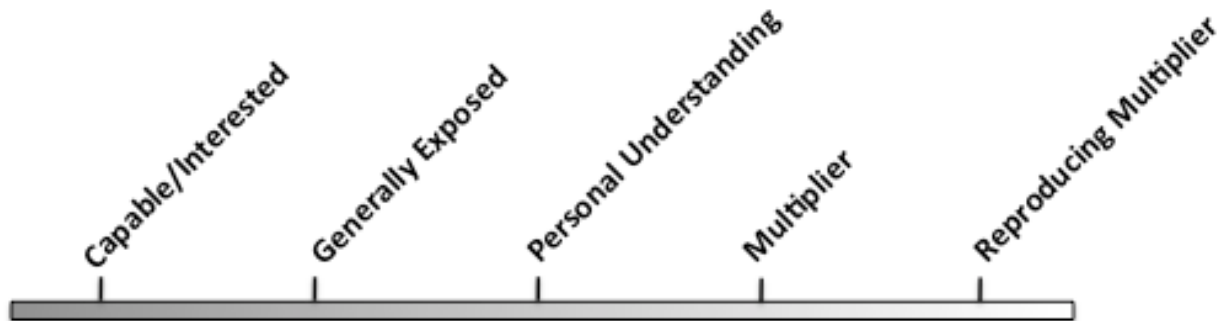 Capable/Interested
Generally Exposed
Personal Understanding
Multiplier
Reproducing Multiplier